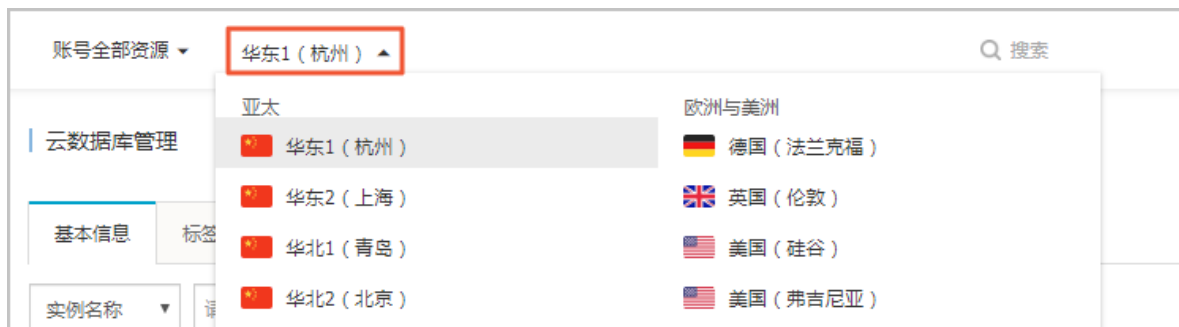 账号全部资源
华东1（杭州）
搜索
亚太
欧洲与美洲
云数据库管理
华东1（杭州）
德国（法兰克福）
华东2（上海）
英国（伦敦）
基本信息
标签
华北1（青岛）
美国（硅谷）
实例名称
华北2（北京）
美国（弗吉尼亚）